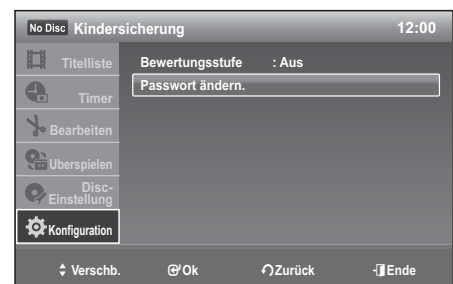 No Disc Kindersicherung 12:00
Titelliste
Timer
Bearbeiten
Uberspielen
Disc-
Einstellung
Konfiguration
Bewertungsstufe : Aus
Passwort ändern.
Verschb. Ok Zurück Ende